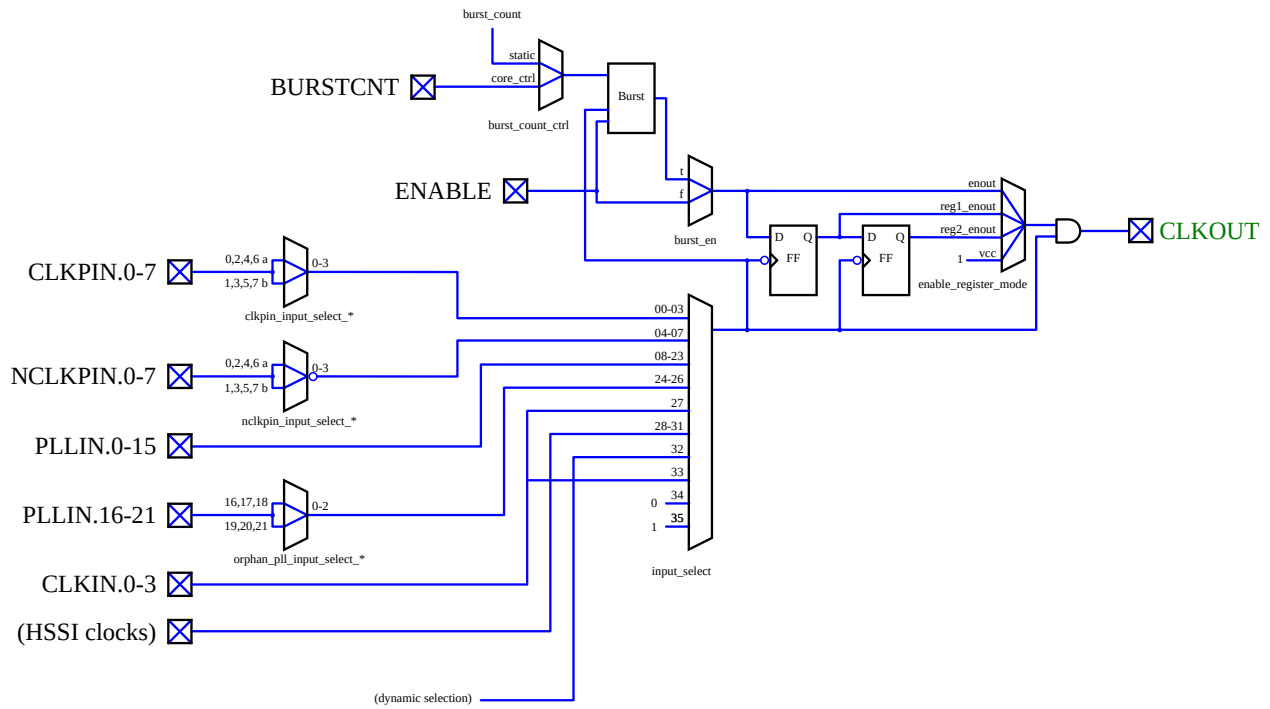 burst_count
static
BURSTCNT
core_ctrl
Burst
burst_count_ctrl
ENABLE
t
f
burst_en
enout
reg1_enout
reg2_enout
1 vcc
enable_register_mode
D Q
FF
D Q
FF
CLKOUT
CLKPIN.0-7
0,2,4,6 a
1,3,5,7 b
0-3
clkpin_input_select_*
NCLKPIN.0-7
0,2,4,6 a
1,3,5,7 b
0-3
nclkpin_input_select_*
PLLIN.0-15
PLLIN.16-21
16,17,18
19,20,21
0-2
orphan_pll_input_select_*
CLKIN.0-3
(HSSI clocks)
(dynamic selection)
00-03
04-07
08-23
24-26
27
28-31
32
33
0 34
1 35
input_select